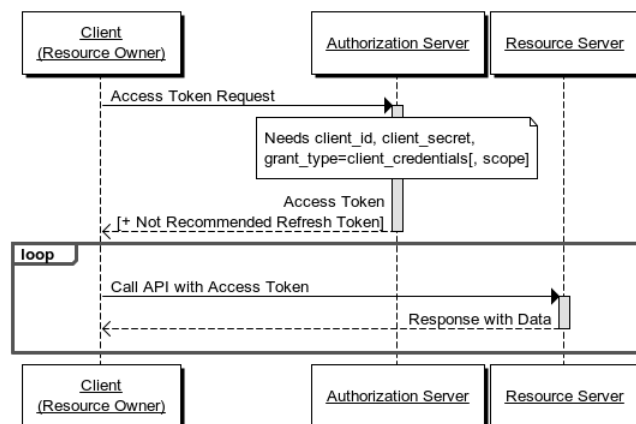 Client
(Resource Owner)
Authorization Server
Resource Server
Access Token Request
Needs client_id, client_secret,
grant_type=client_credentials[, scope]
Access Token
[+ Not Recommended Refresh Token]
loop
Call API with Access Token
Response with Data
Client
(Resource Owner)
Authorization Server
Resource Server